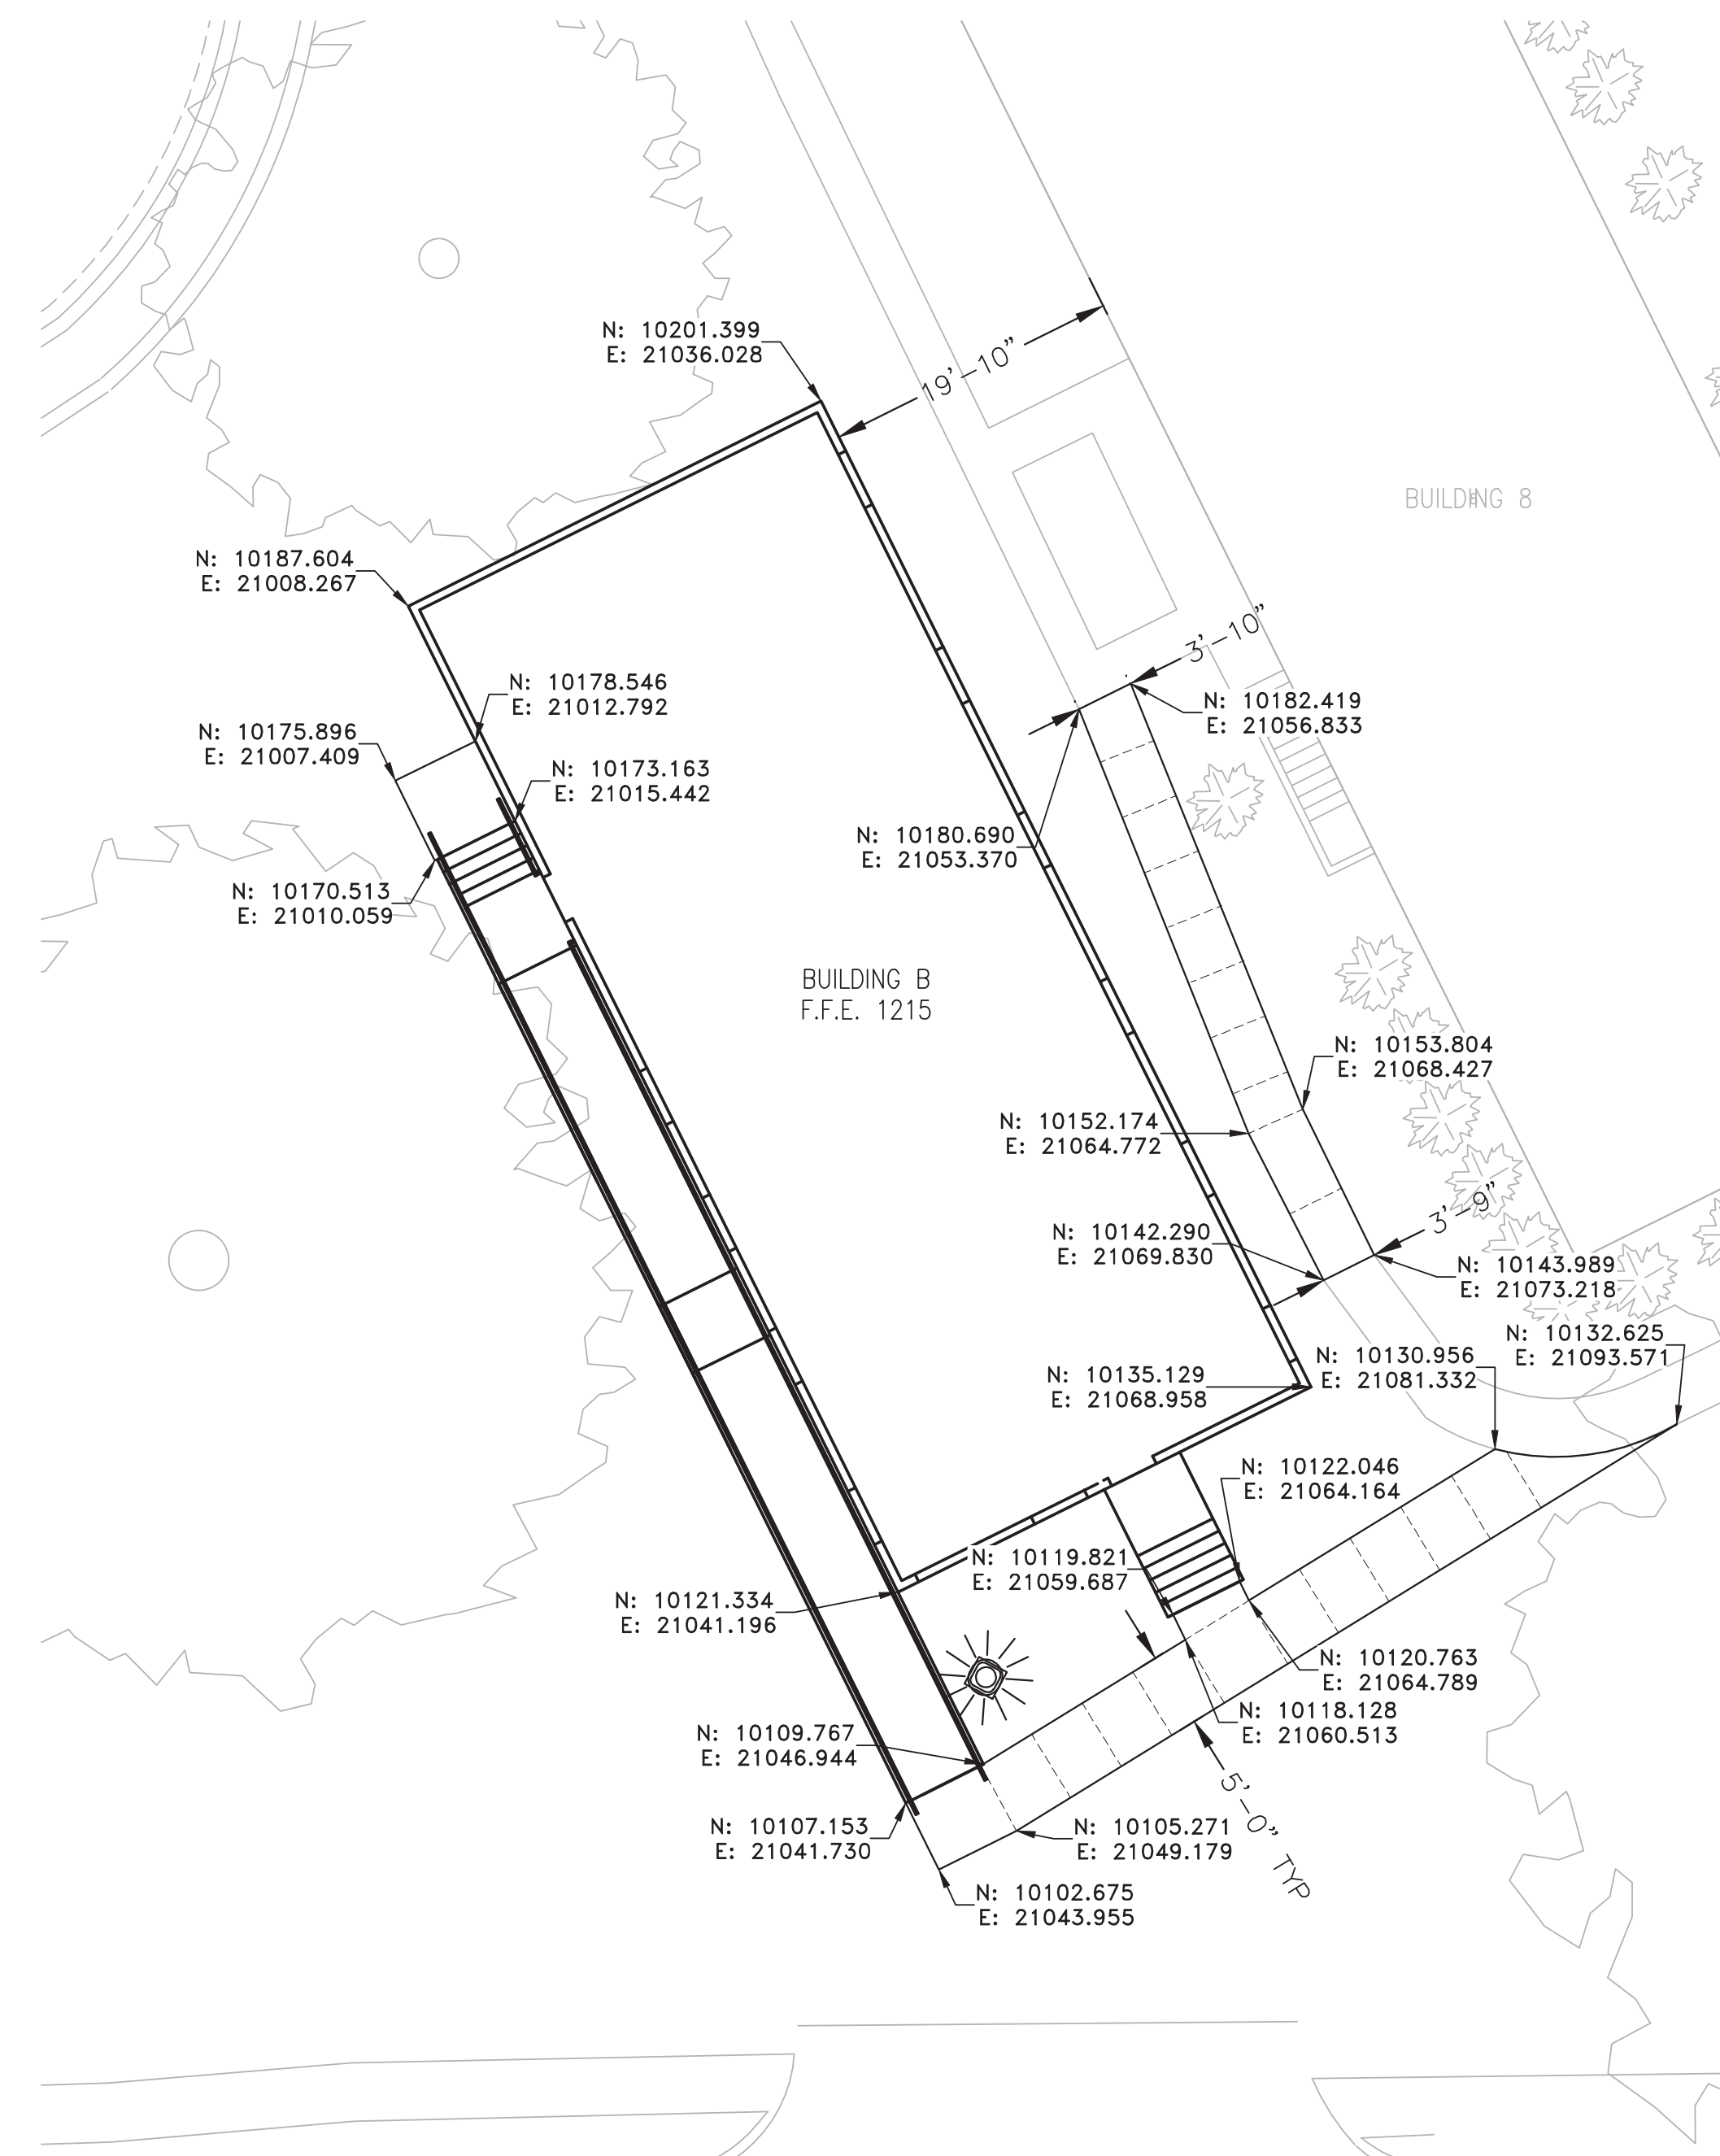 N: 10201.399
E: 21036.028
19'-10"
BUILDING 8
N: 10187.604
E: 21008.267
3'-10"
N: 10178.546
E: 21012.792
N: 10182.419
E: 21056.833
N: 10175.896
E: 21007.409
N: 10173.163
E: 21015.442
N: 10180.690
E: 21053.370
N: 10170.513
E: 21010.059
BUILDING B
F.F.E. 1215
N: 10153.804
E: 21068.427
N: 10152.174
E: 21064.772
3'-9"
N: 10142.290
E: 21069.830
N: 10143.989
E: 21073.218
N: 10132.625
E: 21093.571
N: 10130.956
E: 21081.332
N: 10135.129
E: 21068.958
N: 10122.046
E: 21064.164
N: 10119.821
E: 21059.687
N: 10121.334
E: 21041.196
N: 10120.763
E: 21064.789
N: 10118.128
E: 21060.513
N: 10109.767
E: 21046.944
5'-0" TYP
N: 10107.153
E: 21041.730
N: 10105.271
E: 21049.179
N: 10102.675
E: 21043.955